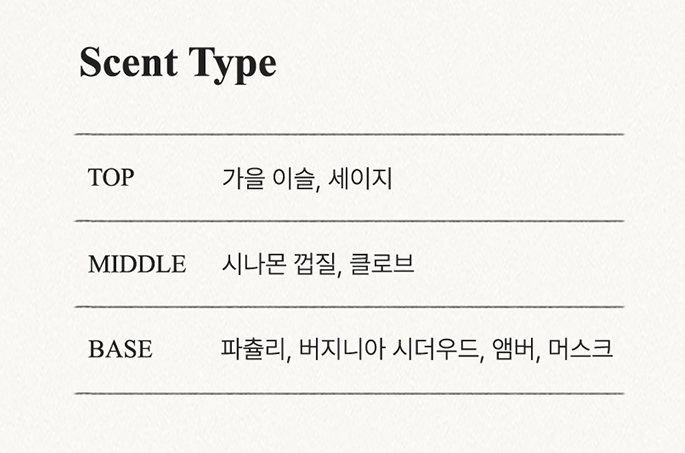 Scent Type
TOP 가을 이슬, 세이지
MIDDLE 시나몬 껍질, 클로브
BASE 파츌리, 버지니아 시더우드, 앰버, 머스크